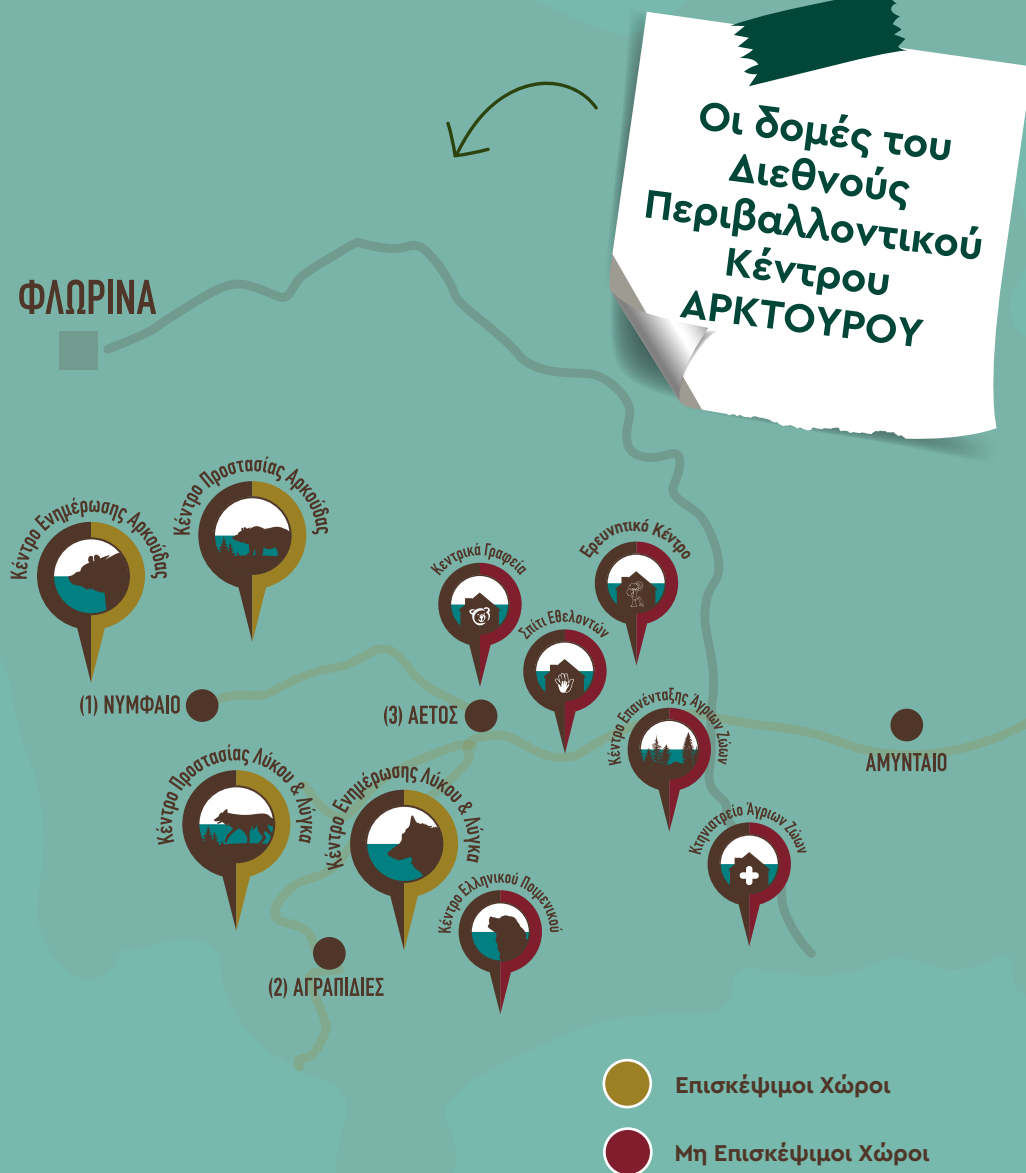 Οι δομές του
Διεθνούς
Περιβαλλοντικού
Κέντρου
ΑΡΚΤΟΥΡΟΥ
ΦΛΩΡΙΝΑ
Κέντρο Ενημέρωσης Αρκούδας
Κέντρο Προστασίας Αρκούδας
Κεντρικά Γραφεία
Ερευνητικό Κέντρο
Σπίτι Εθελοντών
(1) ΝΥΜΦΑΙΟ
(3) ΑΕΤΟΣ
Κέντρο Επανένταξης Άγριων Ζώων
ΑΜΥΝΤΑΙΟ
Κέντρο Προστασίας Λύκου & Λύγκα
Κέντρο Ενημέρωσης Λύκου & Λύγκα
Κτηνιατρείο Άγριων Ζώων
Κέντρο Ελληνικού Ποιμενικού
(2) ΑΓΡΑΠΙΔΙΕΣ
Επισκέψιμοι Χώροι
Μη Επισκέψιμοι Χώροι